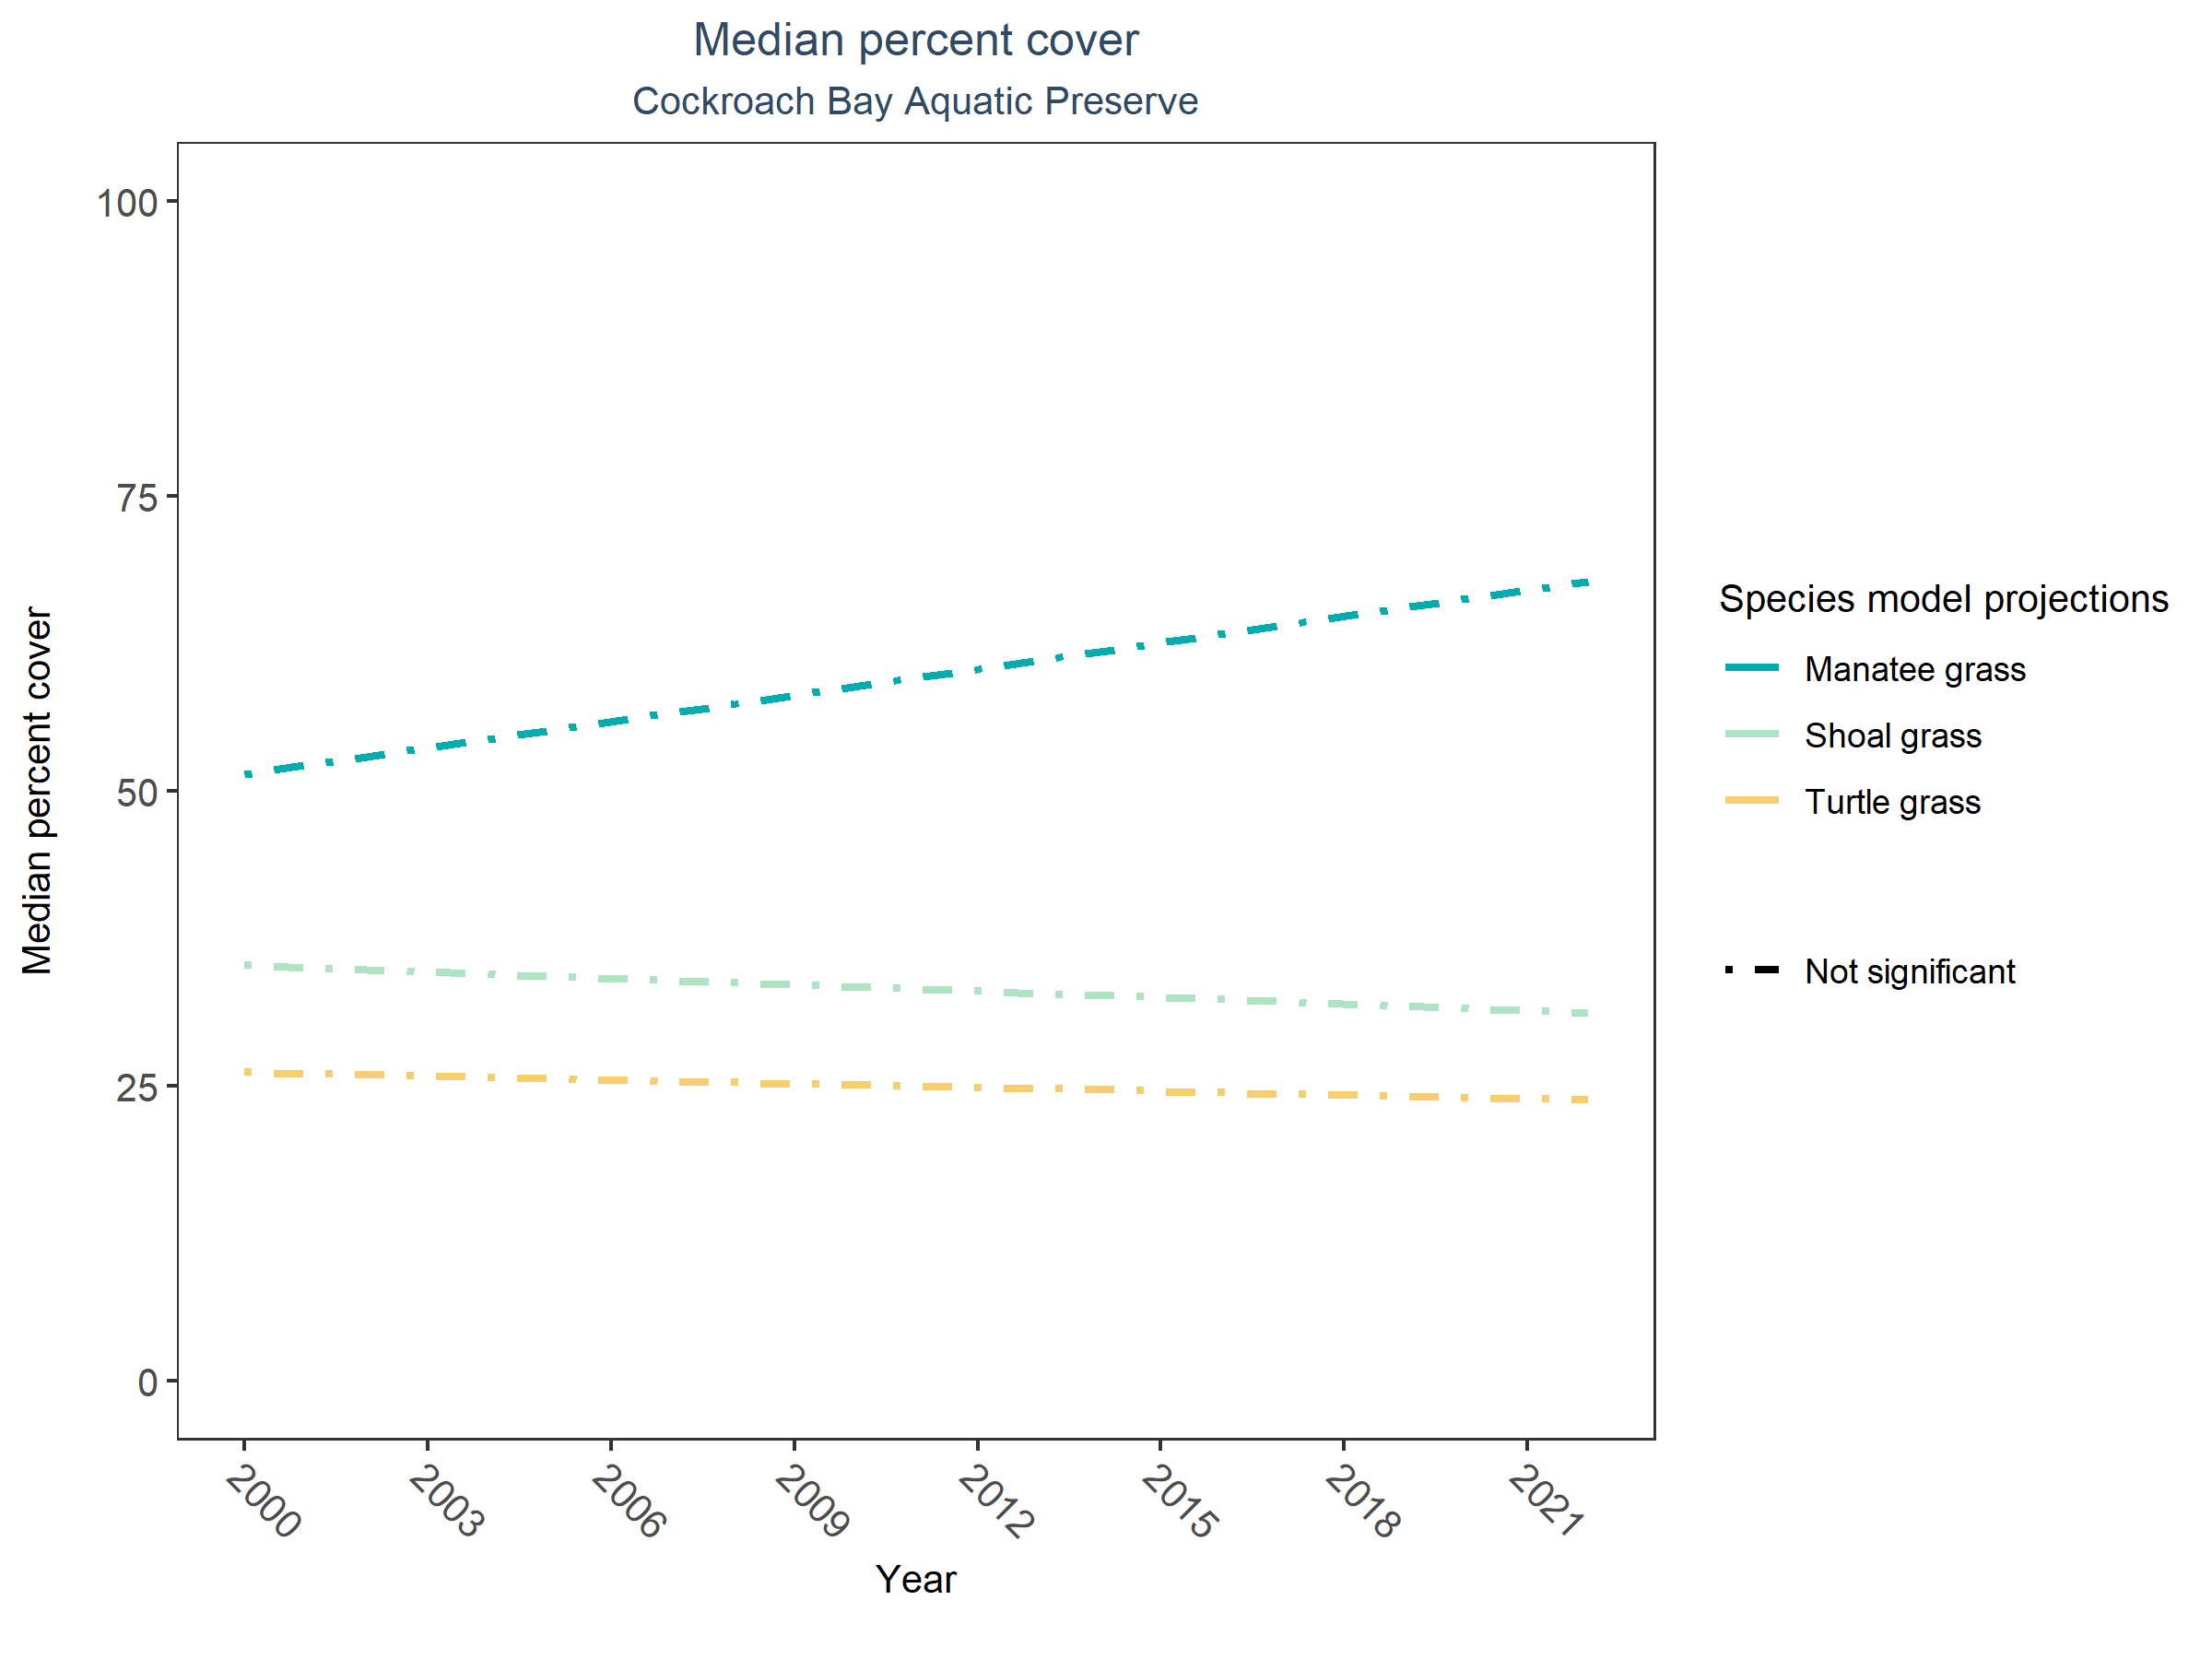 Median percent cover
Cockroach Bay Aquatic Preserve
100
75
50
25
0
Median percent cover
2000
2003
2006
2009
2012
2015
2018
2021
Year
Species model projections
Manatee grass
Shoal grass
Turtle grass
Not significant